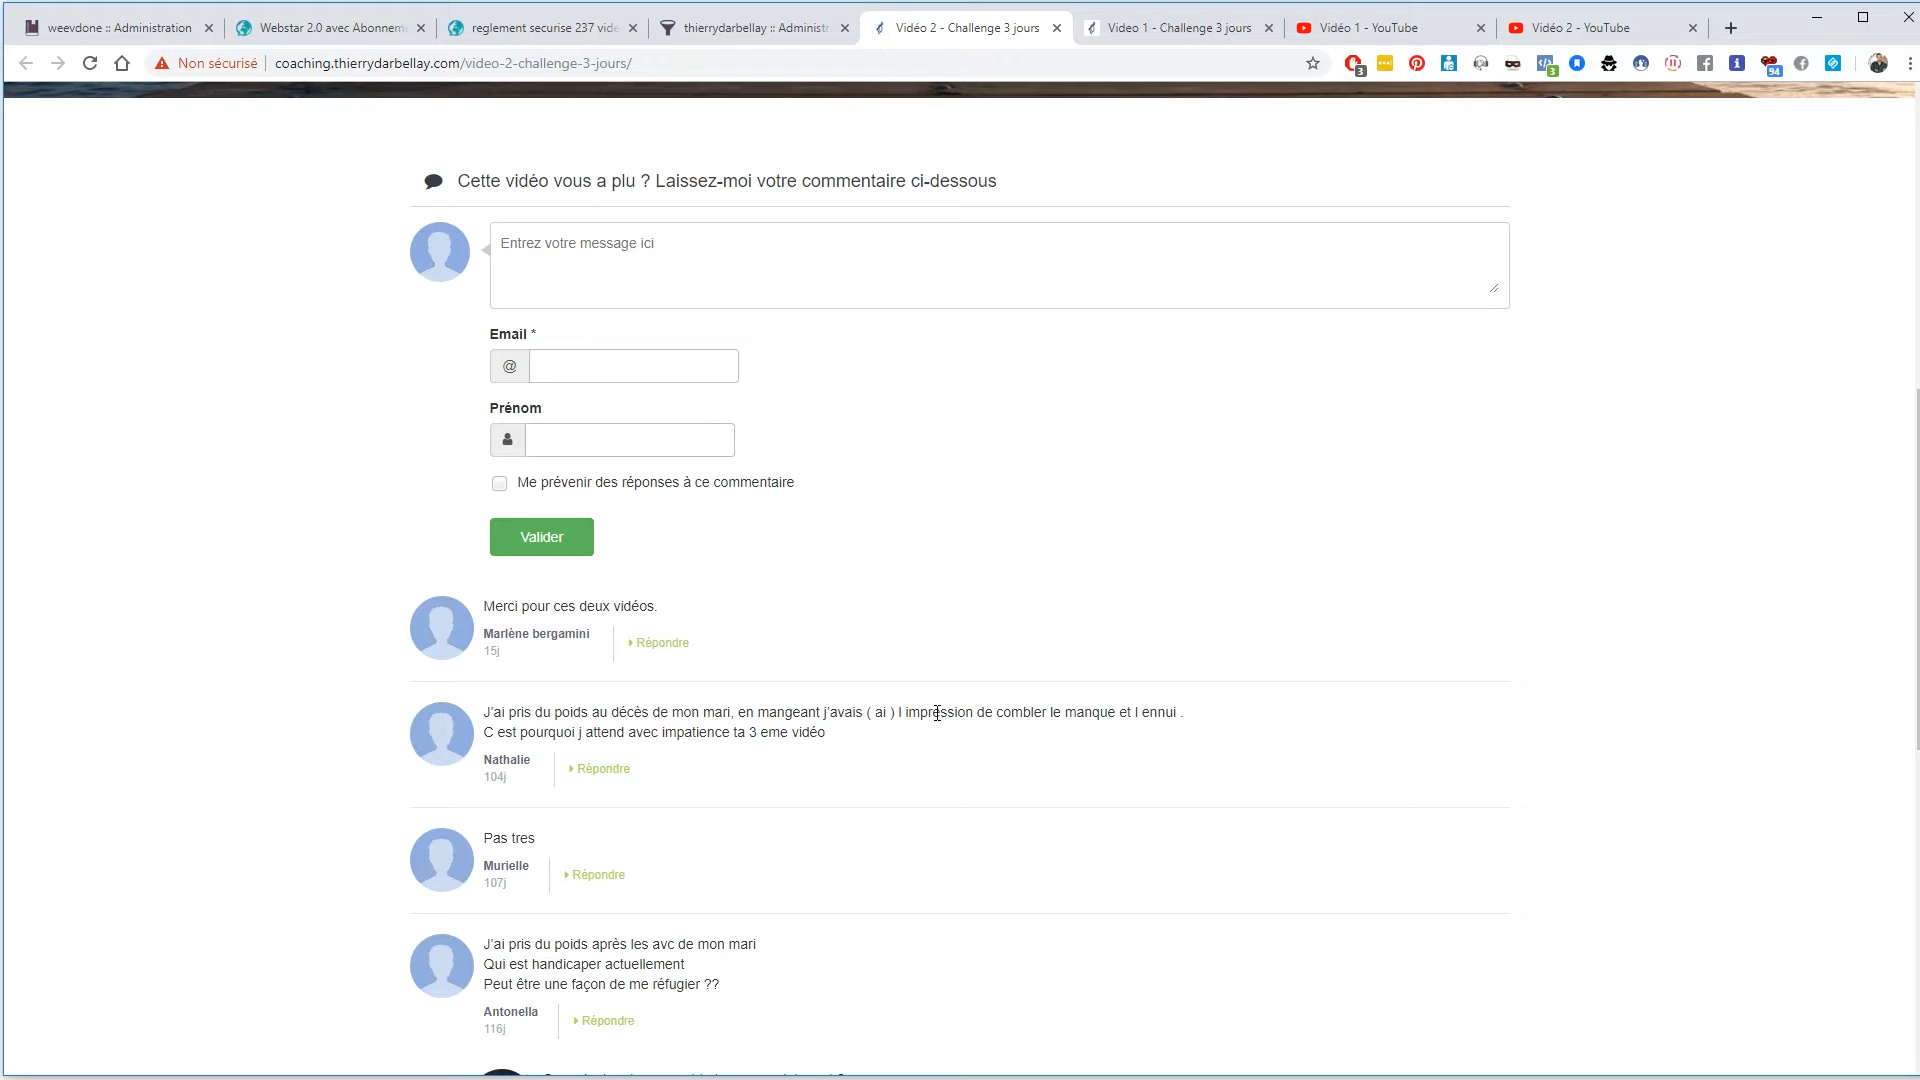 weevdone :: Administration
Webstar 2.0 avec Abonnem
reglement securise 237 vide
thierrydarbellay :: Administr
Vidéo 2 - Challenge 3 jours
Video 1 - Challenge 3 jours
Vidéo 1 - YouTube
Vidéo 2 - YouTube
Non sécurisé
coaching.thierrydarbellay.com/video-2-challenge-3-jours/
3
3
94
Cette vidéo vous a plu ? Laissez-moi votre commentaire ci-dessous
Entrez votre message ici
Email *
@
Prénom
Me prévenir des réponses à ce commentaire
Valider
Merci pour ces deux vidéos.
Marlène bergamini
15j
Répondre
J'ai pris du poids au décès de mon mari, en mangeant j'avais ( ai ) l impression de combler le manque et l ennui .
C est pourquoi j attend avec impatience ta 3 eme vidéo
Nathalie
104j
Répondre
Pas tres
Murielle
107j
Répondre
J'ai pris du poids après les avc de mon mari
Qui est handicaper actuellement
Peut être une façon de me réfugier ??
Antonella
116j
Répondre